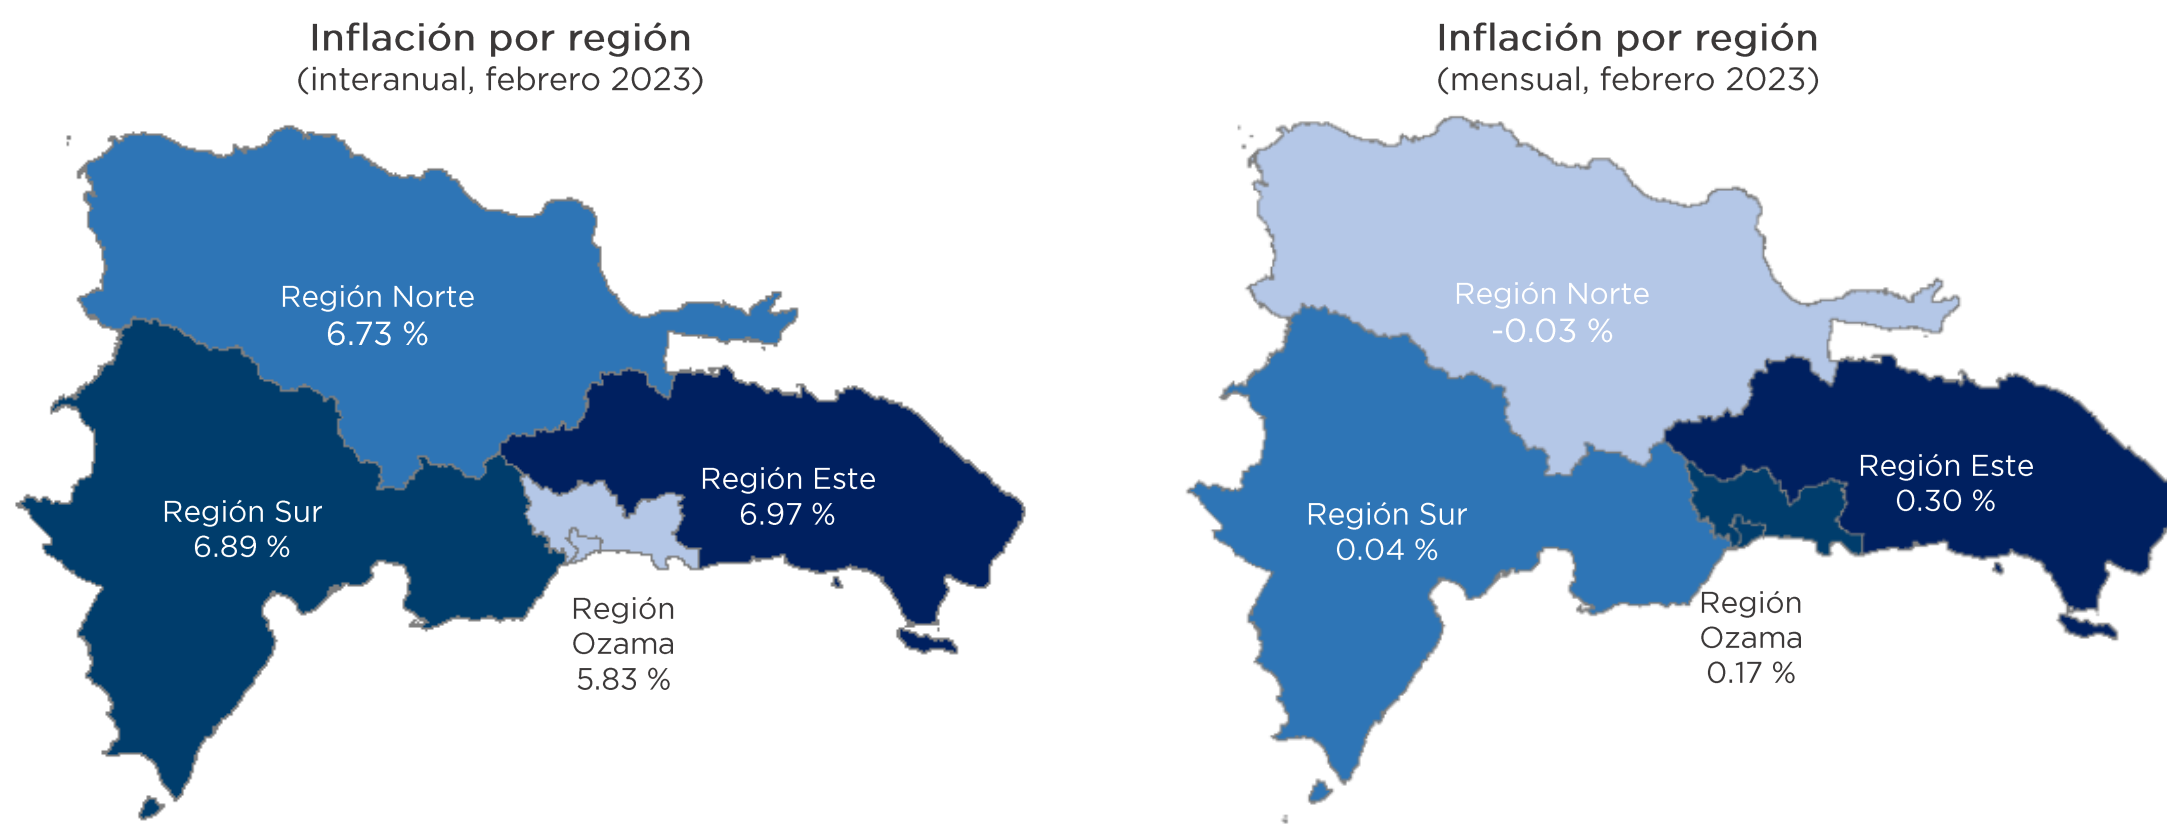 Inflación por región
(interanual, febrero 2023)
Región Norte
6.73 %
Región Sur
6.89 %
Región Este
6.97 %
Región
Ozama
5.83 %
Inflación por región
(mensual, febrero 2023)
Región Norte
-0.03 %
Región Sur
0.04 %
Región Este
0.30 %
Región
Ozama
0.17 %